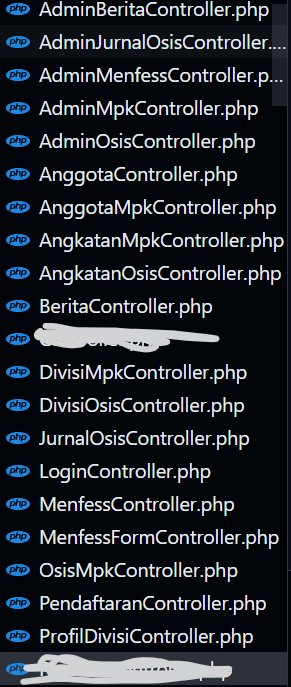 php AdminBeritaController.php
php AdminJurnalOsisController....
php AdminMenfessController.p...
php AdminMpkController.php
php AdminOsisController.php
php AnggotaController.php
php AnggotaMpkController.php
php AngkatanMpkController.php
php AngkatanOsisController.php
php BeritaController.php
php
php DivisiMpkController.php
php DivisiOsisController.php
php JurnalOsisController.php
php LoginController.php
php MenfessController.php
php MenfessFormController.php
php OsisMpkController.php
php PendaftaranController.php
php ProfilDivisiController.php
php